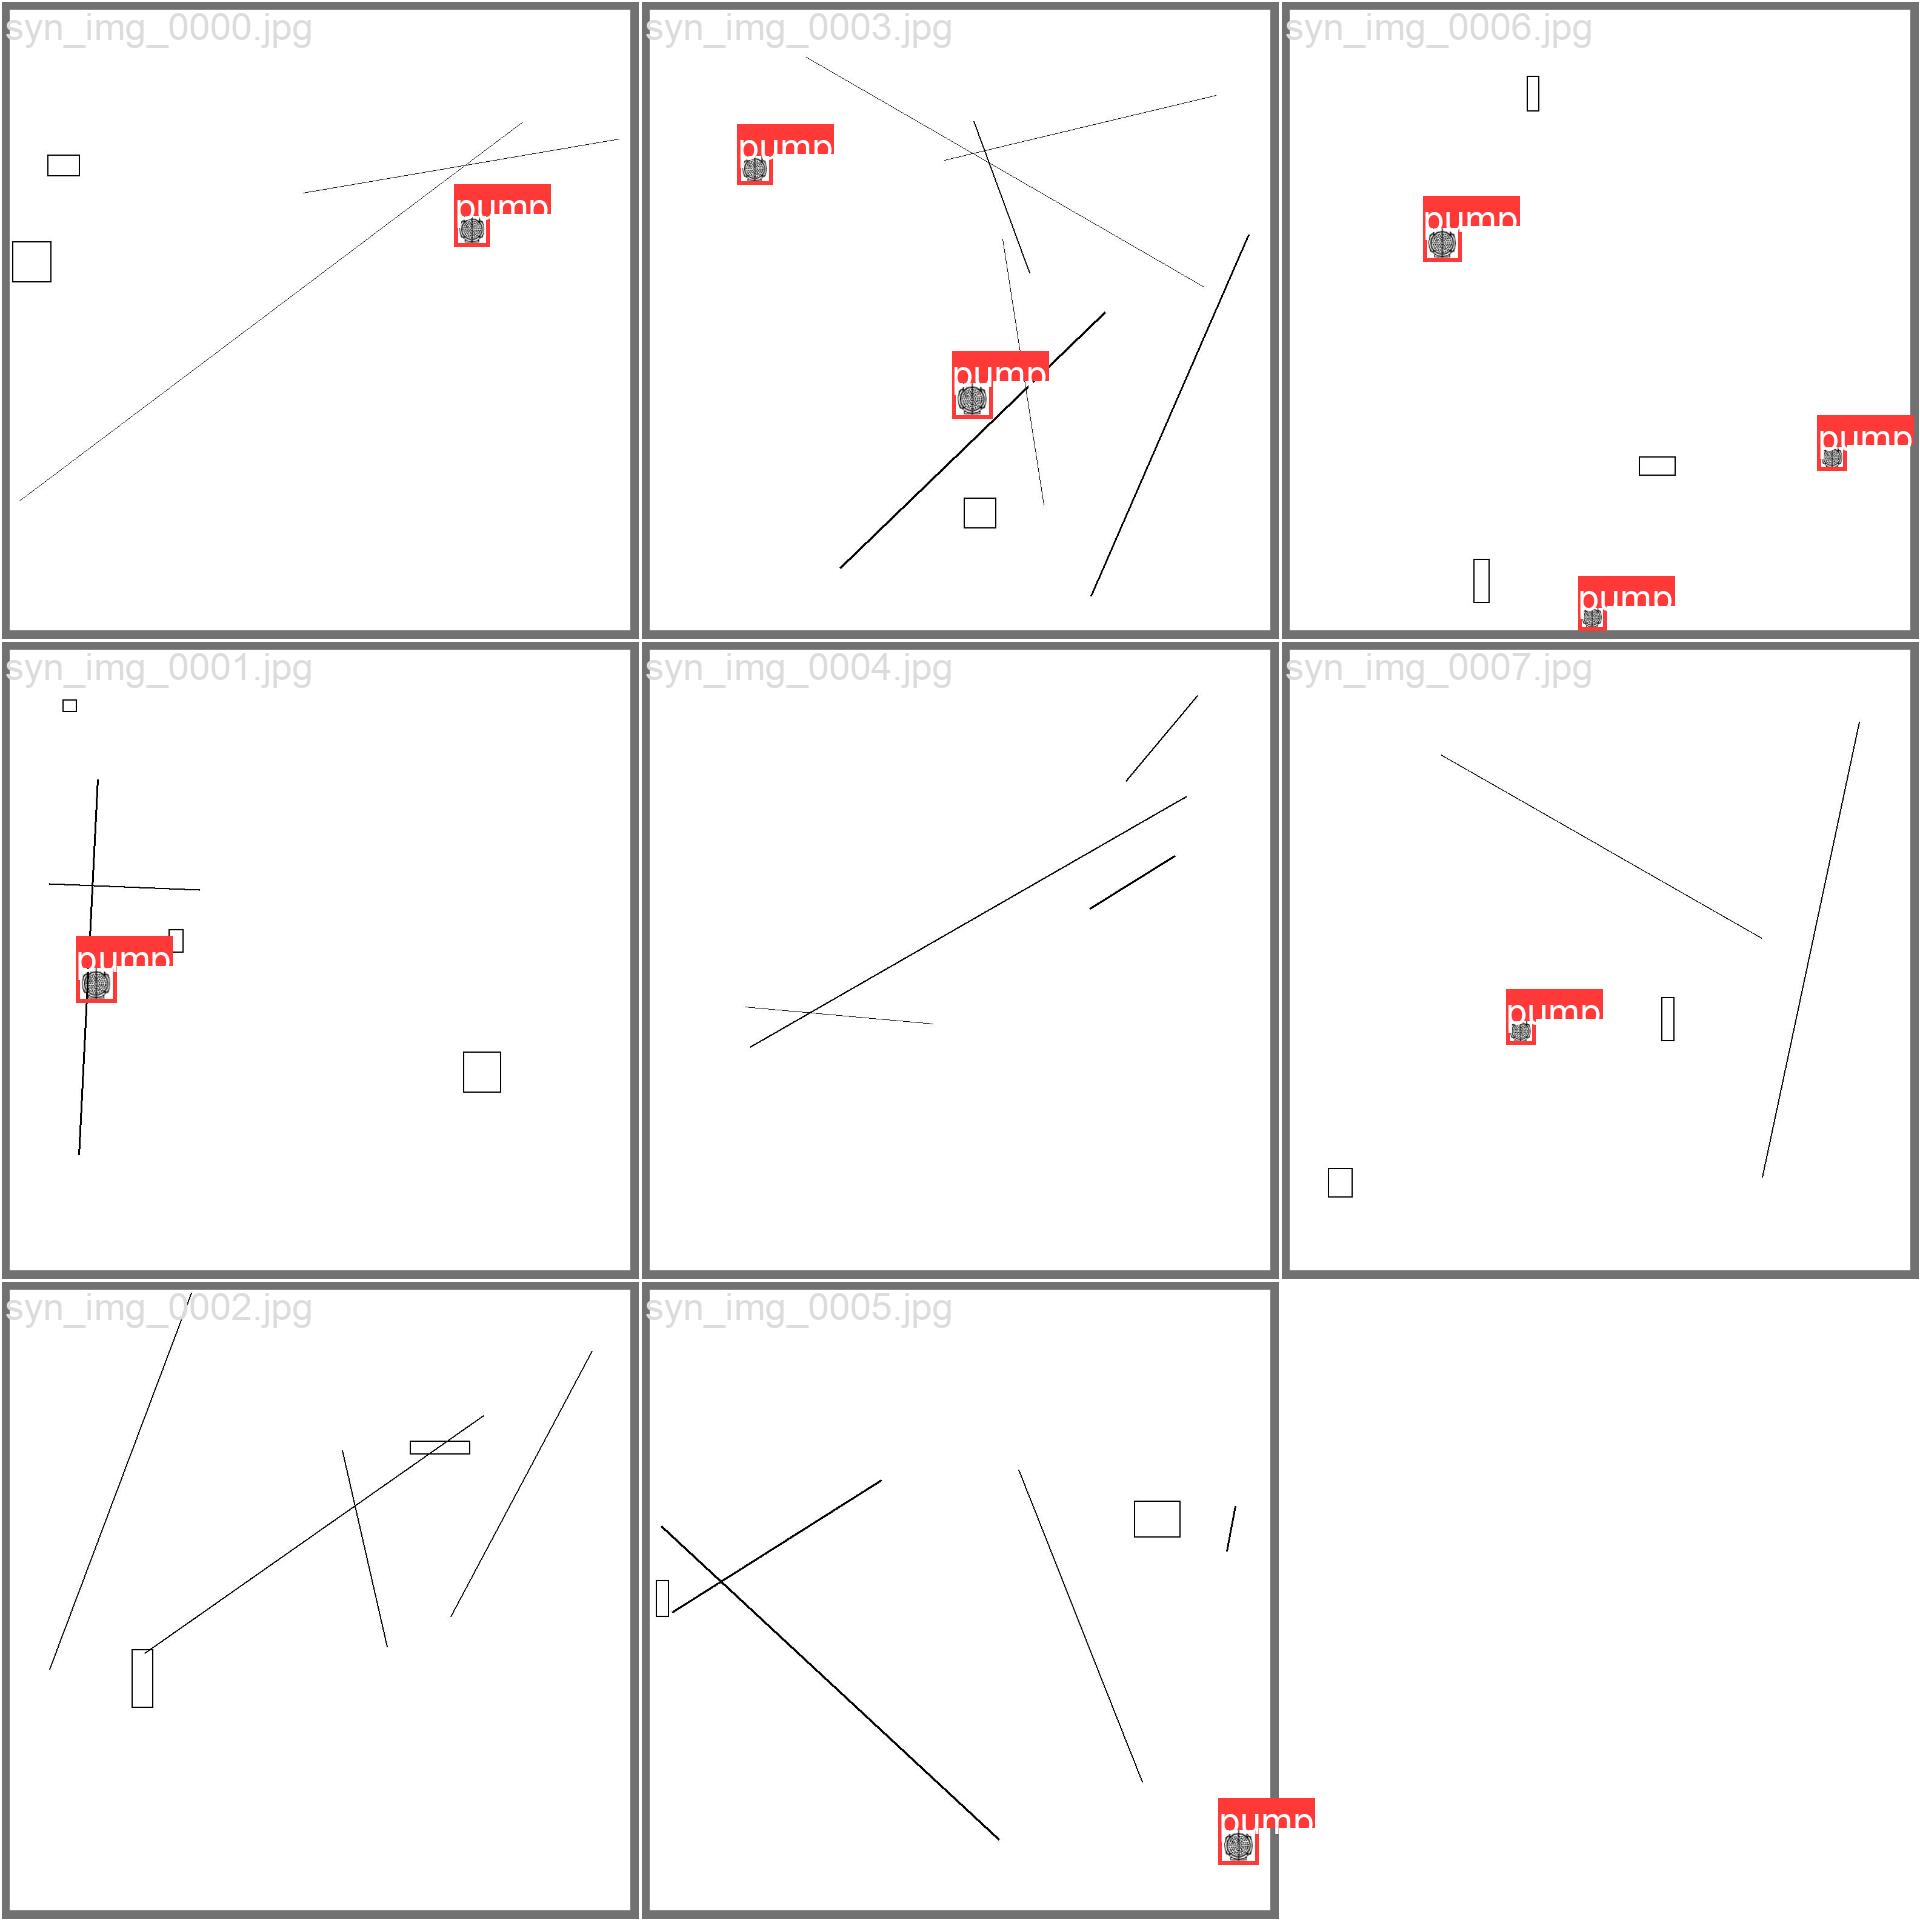 syn_img_0000.jpg
pump
syn_img_0003.jpg
pump
pump
syn_img_0006.jpg
pump
pump
pump
syn_img_0001.jpg
pump
syn_img_0004.jpg
syn_img_0007.jpg
pump
syn_img_0002.jpg
syn_img_0005.jpg
pump